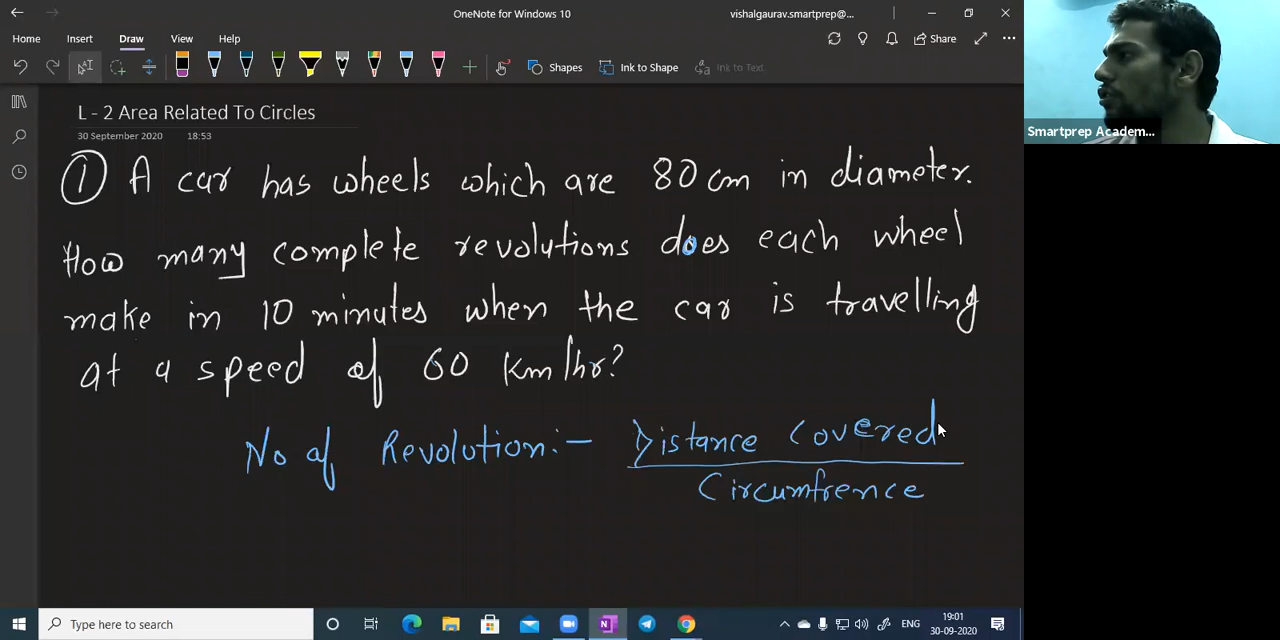 OneNote for Windows 10
vishalgaurav.smartprep@...
Home Insert Draw View Help
Share
Shapes
Ink to Shape
Ink to Text
L - 2 Area Related To Circles
30 September 2020 18:53
Smartprep Academ...
① A car has wheels which are 80 cm in diameter.
How many complete revolutions does each wheel
make in 10 minutes when the car is travelling
at a speed of 60 Km/hr?
No of Revolution:- Distance Covered
Circumfrence
Type here to search
ENG
19:01
30-09-2020